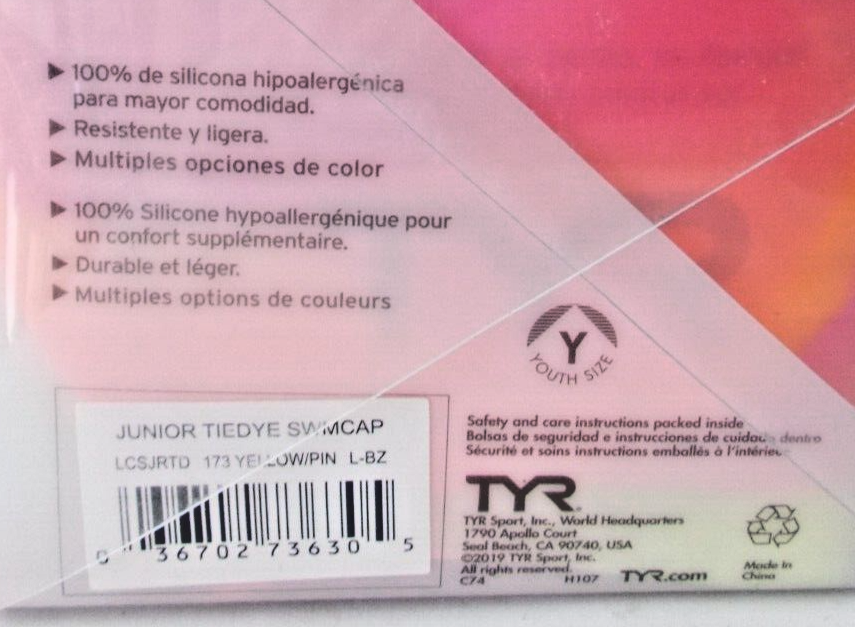 ▶ 100% de silicona hipoalergénica
para mayor comodidad.
▶ Resistente y ligera.
▶ Multiples opciones de color
▶ 100% Silicone hypoallergénique pour
un confort supplémentaire.
▶ Durable et léger.
▶ Multiples options de couleurs
Y
YOUTH SIZE
JUNIOR TIEDYE SWMCAP
LCSJRTD 173 YELLOW/PIN L-BZ
0 36702 73630 5
Safety and care instructions packed inside
Bolsas de seguridad e instrucciones de cuidado dentro
Sécurité et soins instructions emballés à l'intérieur
TYR
TYR Sport, Inc., World Headquarters
1790 Apollo Court
Seal Beach, CA 90740, USA
©2019 TYR Sport, Inc.
All rights reserved.
C74 H107 TYR.com
Made in
China